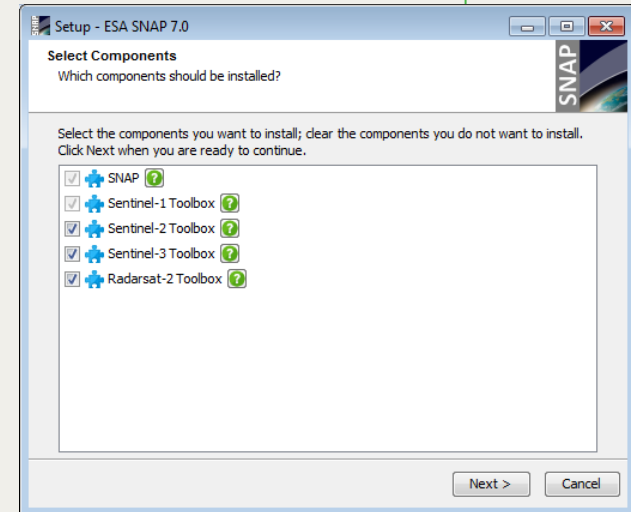 Setup - ESA SNAP 7.0
Select Components
Which components should be installed?
SNAP
Select the components you want to install; clear the components you do not want to install.
Click Next when you are ready to continue.
SNAP
Sentinel-1 Toolbox
Sentinel-2 Toolbox
Sentinel-3 Toolbox
Radarsat-2 Toolbox
Next >
Cancel